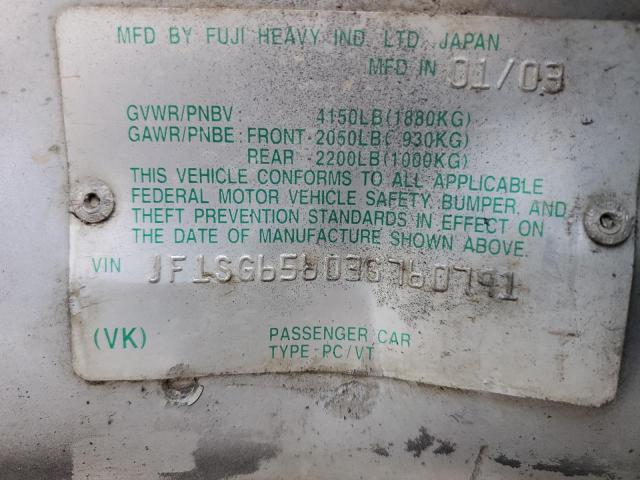 MFD BY FUJI HEAVY IND. LTD. JAPAN
MFD IN 01/03
GVWR/PNBV : 4150LB(1880KG)
GAWR/PNBE : FRONT 2050LB( 930KG)
REAR 2200LB(1000KG)
THIS VEHICLE CONFORMS TO ALL APPLICABLE
FEDERAL MOTOR VEHICLE SAFETY, BUMPER, AND
THEFT PREVENTION STANDARDS IN EFFECT ON
THE DATE OF MANUFACTURE SHOWN ABOVE.
VIN JF1SG65603G760791
(VK) PASSENGER CAR
TYPE-PC/VT